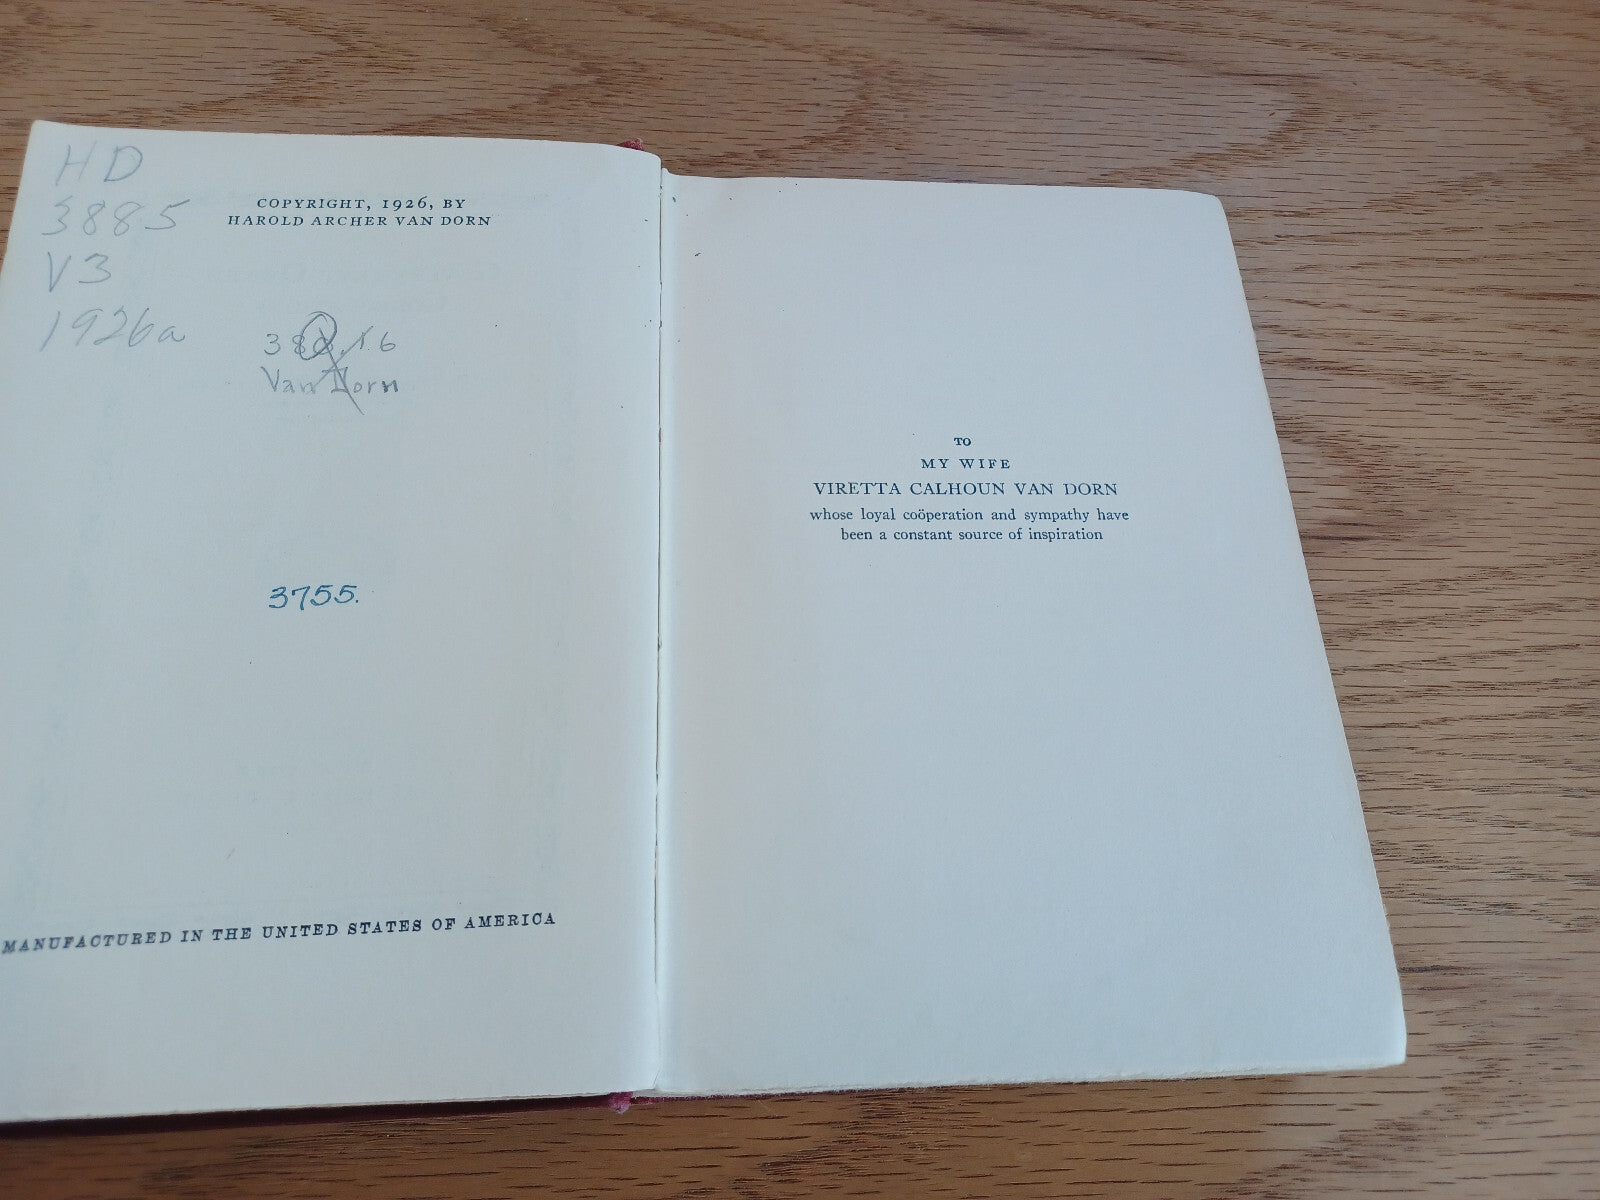 HD
3885
V3
1926a
COPYRIGHT, 1926, BY
HAROLD ARCHER VAN DORN
Van Dorn
3755.
MANUFACTURED IN THE UNITED STATES OF AMERICA
TO
MY WIFE
VIRETTA CALHOUN VAN DORN
whose loyal coöperation and sympathy have
been a constant source of inspiration